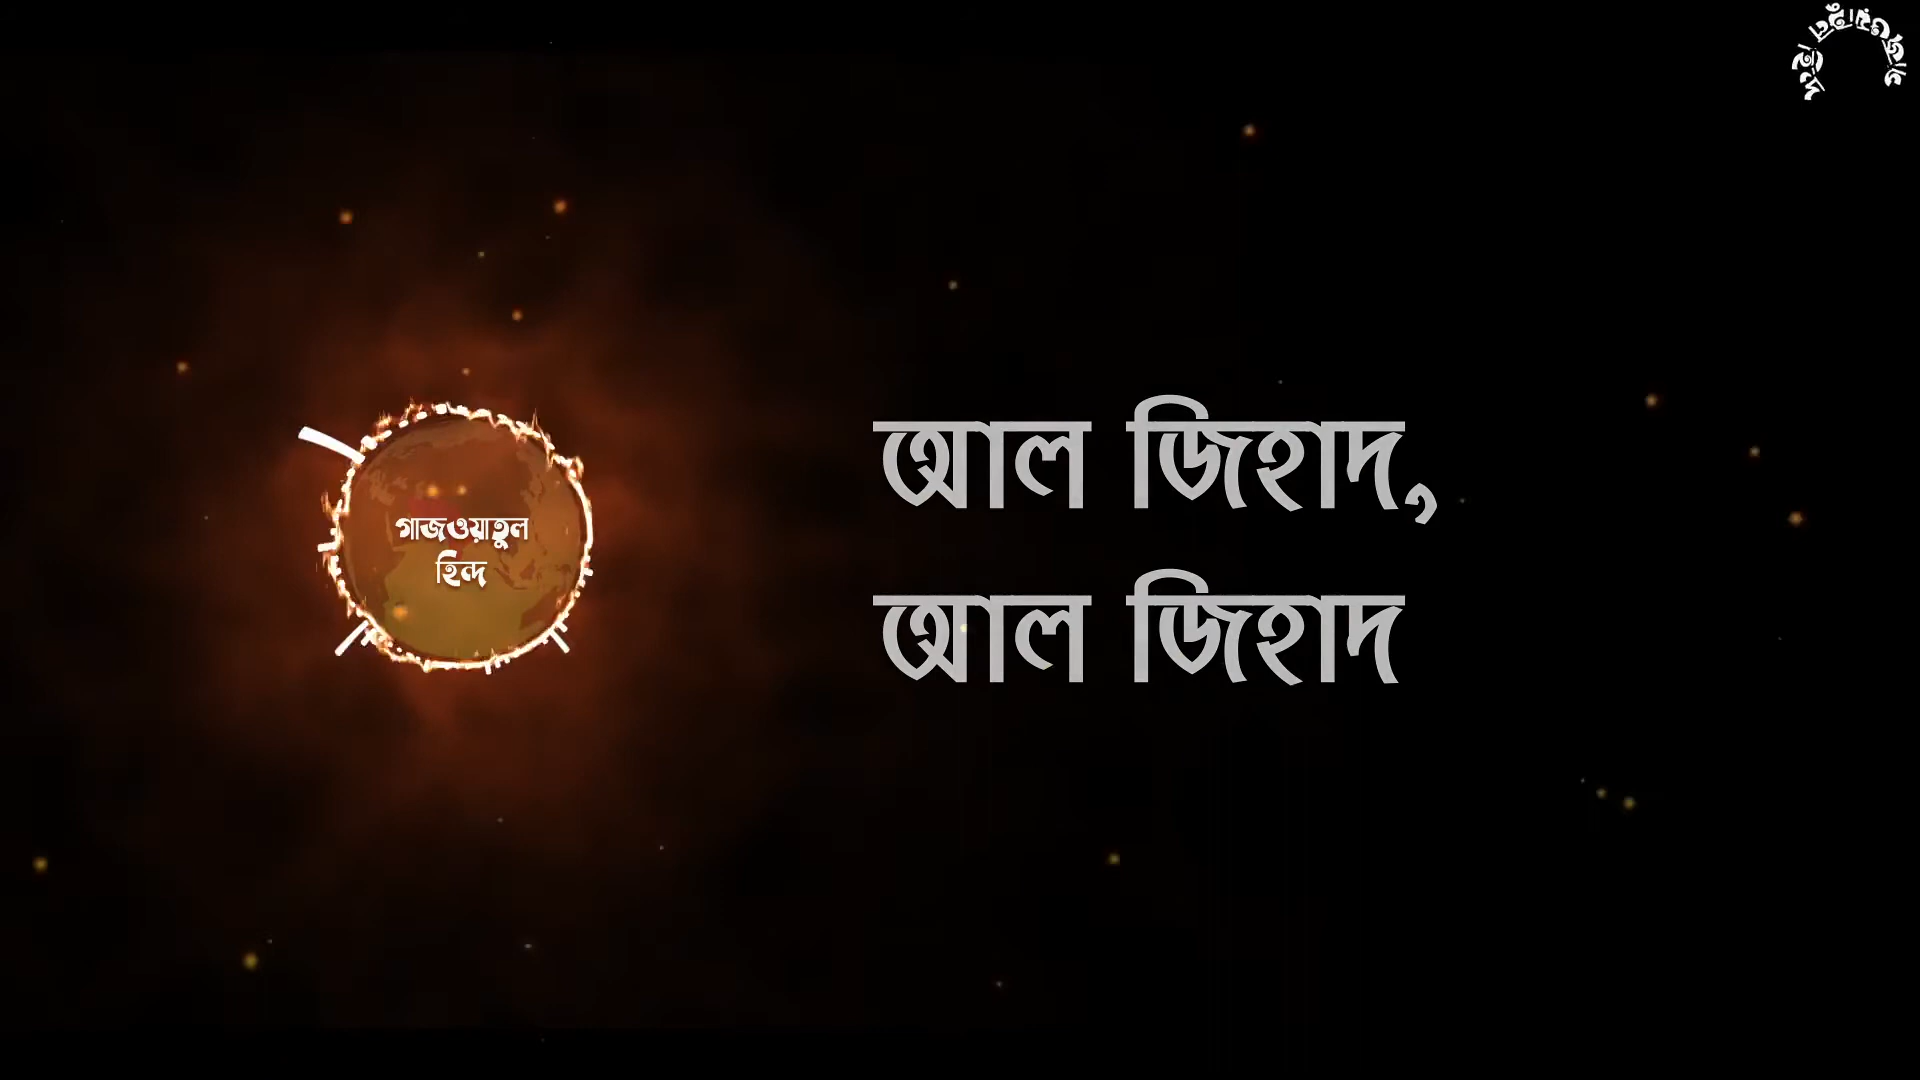 গাজওয়াতুল
হিন্দ
আল জিহাদ,
আল জিহাদ